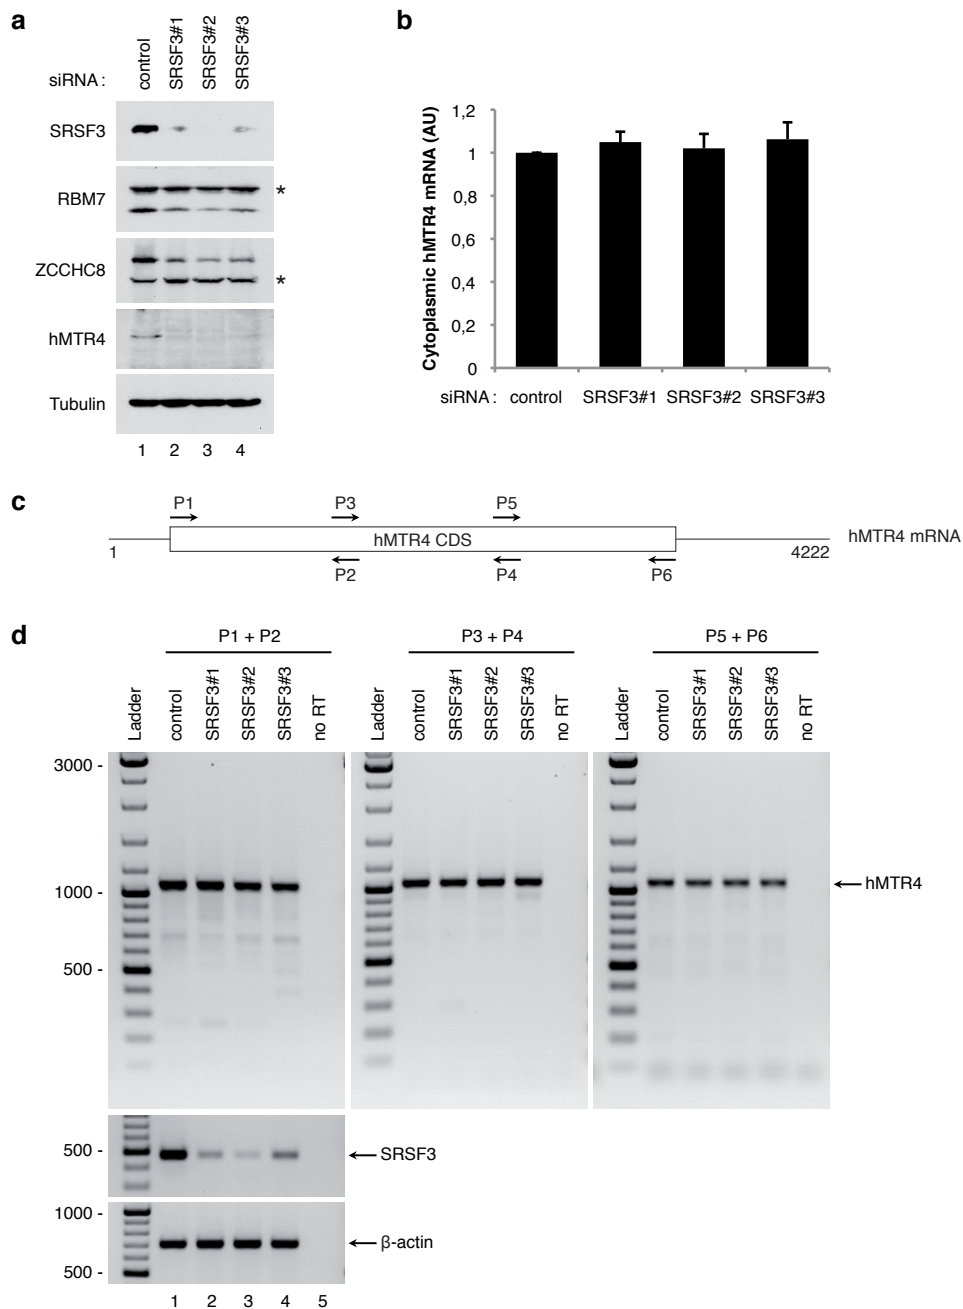 a
siRNA :
control
SRSF3#1
SRSF3#2
SRSF3#3
SRSF3
RBM7
*
ZCCHC8
*
hMTR4
Tubulin
1 2 3 4
b
Cytoplasmic hMTR4 mRNA (AU)
1,2
1
0,8
0,6
0,4
0,2
0
siRNA : control SRSF3#1 SRSF3#2 SRSF3#3
c
P1 P3 P5
hMTR4 CDS
hMTR4 mRNA
1 4222
P2 P4 P6
d
P1 + P2 P3 + P4 P5 + P6
Ladder
control
SRSF3#1
SRSF3#2
SRSF3#3
no RT
Ladder
control
SRSF3#1
SRSF3#2
SRSF3#3
no RT
Ladder
control
SRSF3#1
SRSF3#2
SRSF3#3
no RT
3000 -
1000 -
hMTR4
500 -
500 -
SRSF3
1000 -
β-actin
500 -
1 2 3 4 5